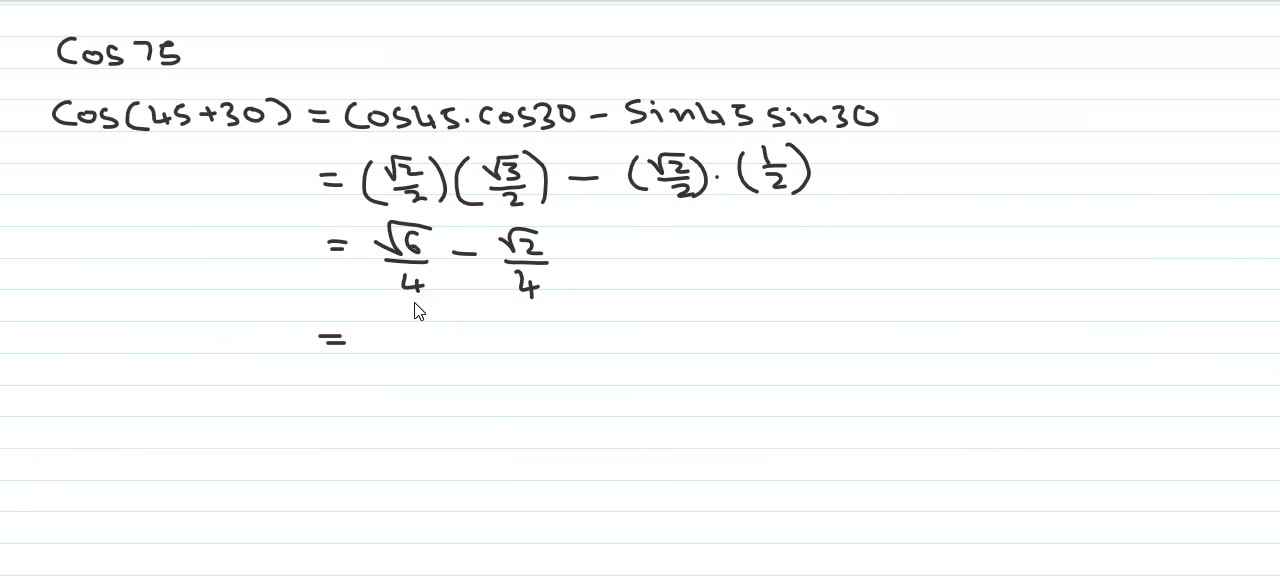 Cos 75
Cos(45+30) = Cos45.cos30 - Sin45 sin30
= (√2/2)(√3/2) - (√2/2).(1/2)
= √6/4 - √2/4
=